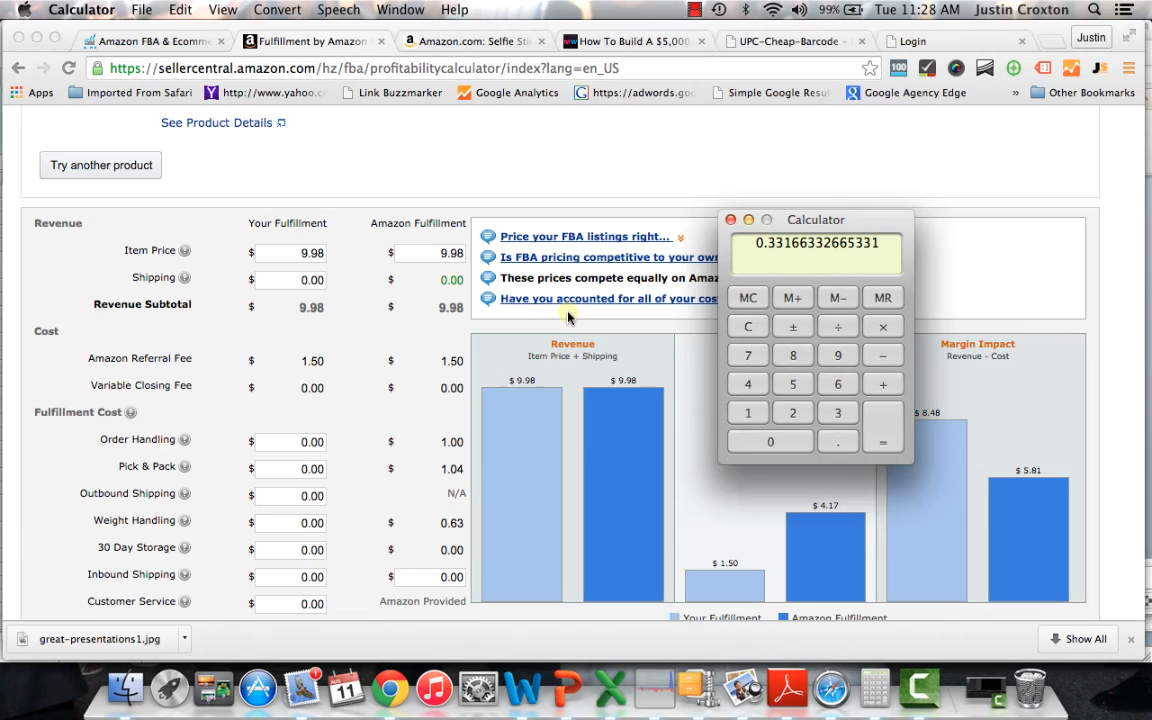 Calculator File Edit View Convert Speech Window Help 99% Tue 11:28 AM Justin Croxton
Amazon FBA & Ecomme Fulfillment by Amazon Amazon.com: Selfie Sti How To Build A $5,000 UPC-Cheap-Barcode - Login Justin
https://sellercentral.amazon.com/hz/fba/profitabilitycalculator/index?lang=en_US 100
Apps Imported From Safari http://www.yahoo.c Link Buzzmarker Google Analytics https://adwords.go Simple Google Resul Google Agency Edge » Other Bookmarks
See Product Details
Try another product
Revenue Your Fulfillment Amazon Fulfillment
Item Price $ 9.98 $ 9.98
Shipping $ 0.00 $ 0.00
Revenue Subtotal $ 9.98 $ 9.98
Cost
Amazon Referral Fee $ 1.50 $ 1.50
Variable Closing Fee $ 0.00 $ 0.00
Fulfillment Cost
Order Handling $ 0.00 $ 1.00
Pick & Pack $ 0.00 $ 1.04
Outbound Shipping $ 0.00 N/A
Weight Handling $ 0.00 $ 0.63
30 Day Storage $ 0.00 $ 0.00
Inbound Shipping $ 0.00 $ 0.00
Customer Service $ 0.00 Amazon Provided
Price your FBA listings right...
Is FBA pricing competitive to your own
These prices compete equally on Amaz
Have you accounted for all of your cos
Revenue
Item Price + Shipping
$ 9.98 $ 9.98
$ 1.50 $ 4.17
Margin Impact
Revenue - Cost
$ 8.48 $ 5.81
Your Fulfillment Amazon Fulfillment
Calculator
0.33166332665331
MC M+ M− MR
C ± ÷ ×
7 8 9 −
4 5 6 +
1 2 3
0 . =
great-presentations1.jpg Show All
JUL
11